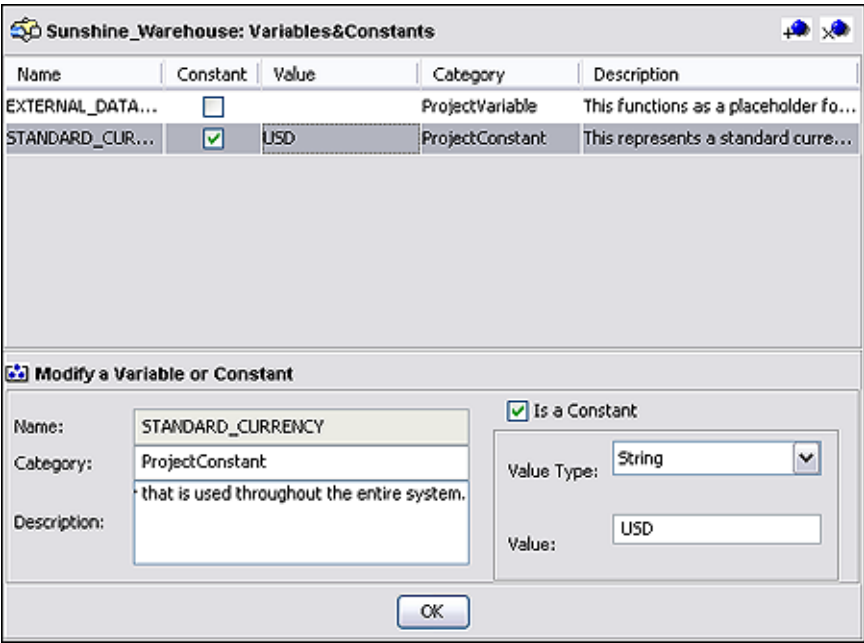 Sunshine_Warehouse: Variables&Constants
Name Constant Value Category Description
EXTERNAL_DATA... ProjectVariable This functions as a placeholder fo...
STANDARD_CUR... USD ProjectConstant This represents a standard curre...
Modify a Variable or Constant
Is a Constant
Name: STANDARD_CURRENCY
Category: ProjectConstant
Value Type: String
that is used throughout the entire system.
Description:
Value: USD
OK